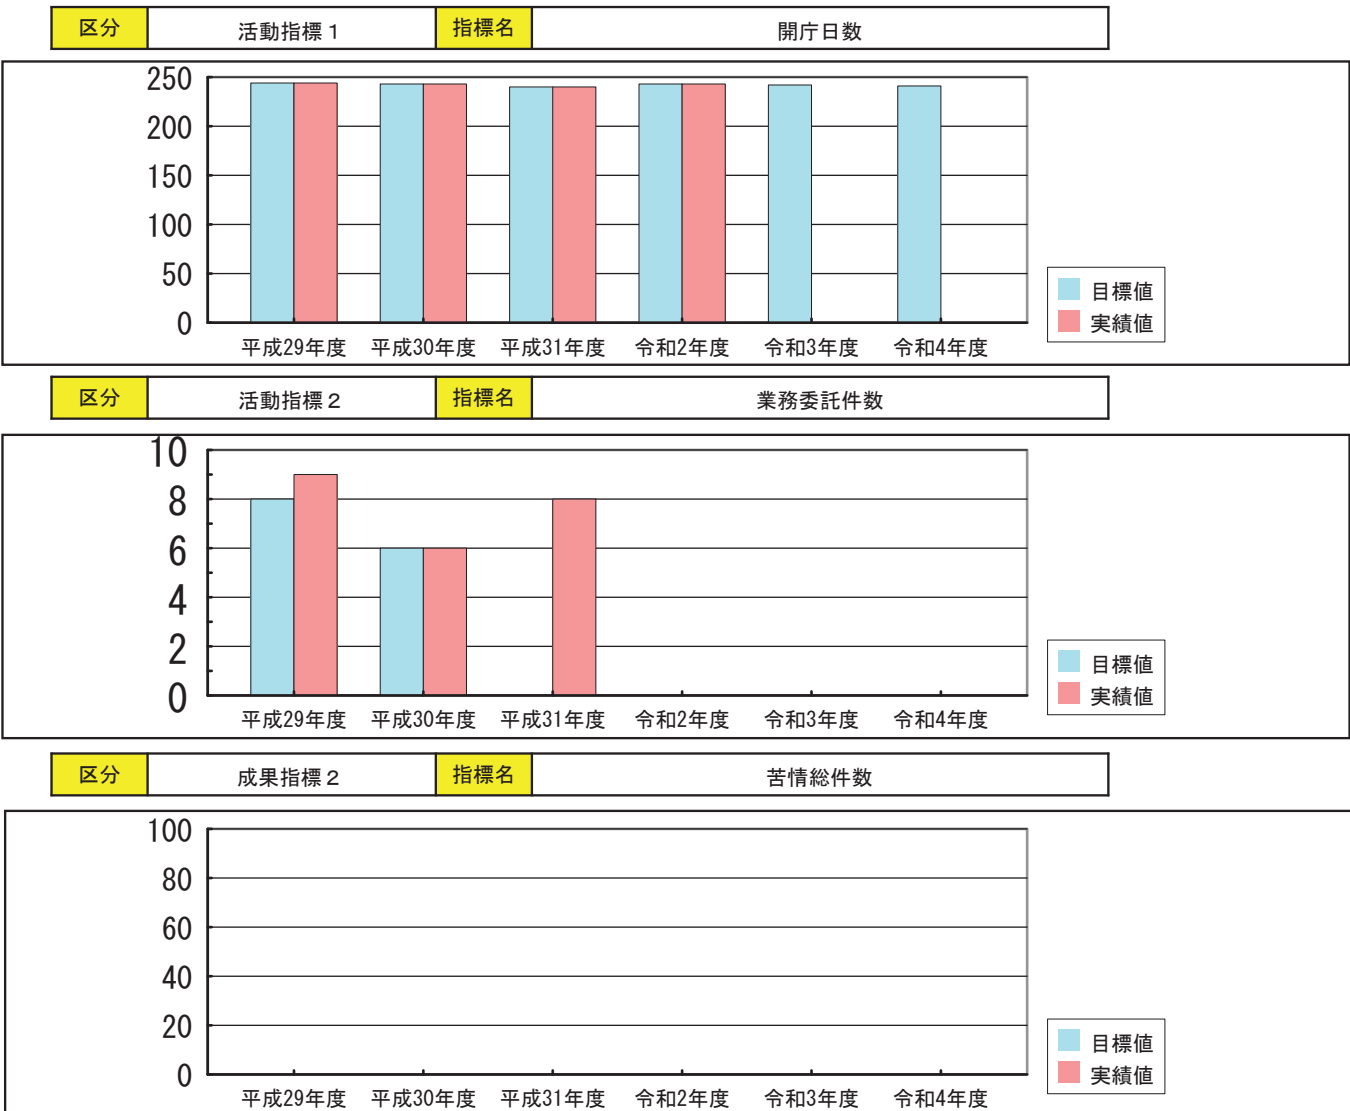 区分 活動指標１ 指標名 開庁日数
250
200
150
100
50
0
平成29年度 平成30年度 平成31年度 令和2年度 令和3年度 令和4年度
目標値
実績値
区分 活動指標２ 指標名 業務委託件数
10
8
6
4
2
0
平成29年度 平成30年度 平成31年度 令和2年度 令和3年度 令和4年度
目標値
実績値
区分 成果指標２ 指標名 苦情総件数
100
80
60
40
20
0
平成29年度 平成30年度 平成31年度 令和2年度 令和3年度 令和4年度
目標値
実績値